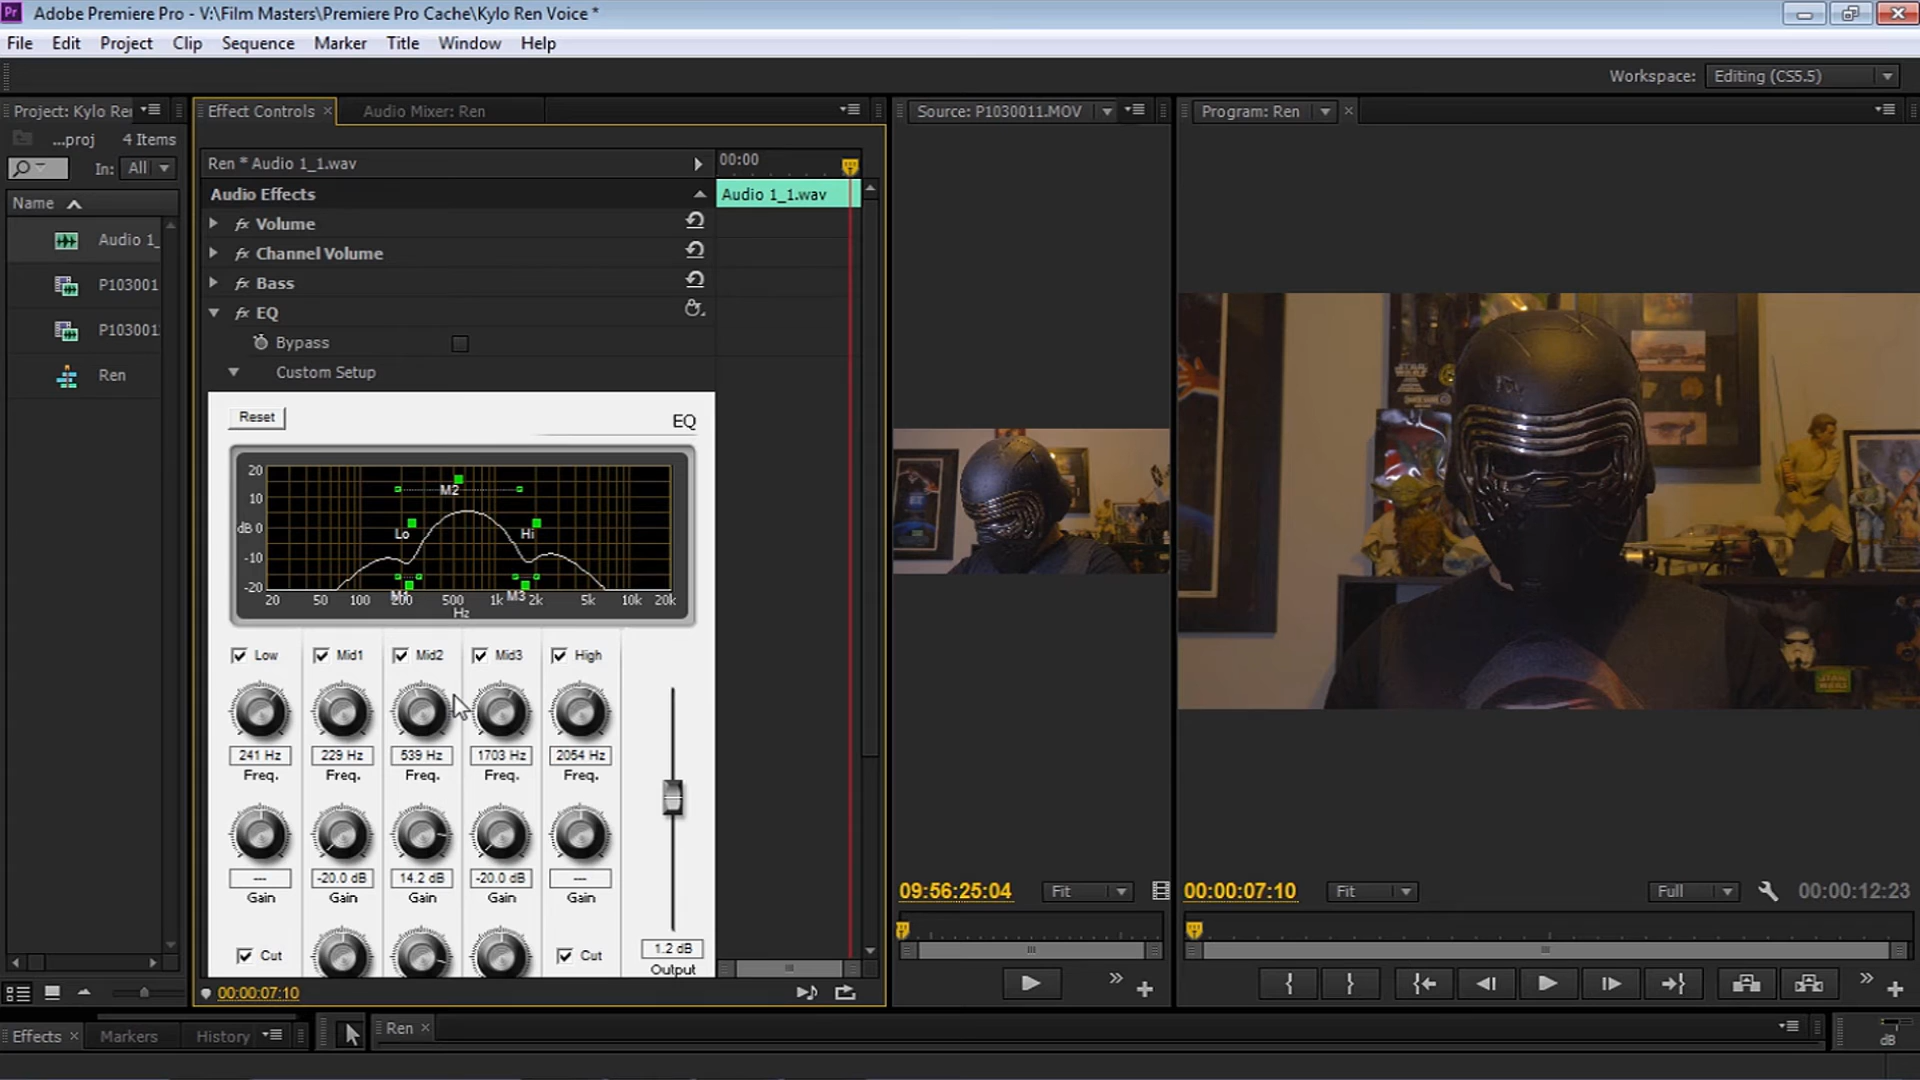 Adobe Premiere Pro - V:\Film Masters\Premiere Pro Cache\Kylo Ren Voice *
File Edit Project Clip Sequence Marker Title Window Help
Workspace: Editing (CS5.5)
Project: Kylo Rer
...proj 4 Items
In: All
Name
Audio 1_
P103001
P103001
Ren
Effect Controls × Audio Mixer: Ren
Ren * Audio 1_1.wav
00:00
Audio Effects
Audio 1_1.wav
fx Volume
fx Channel Volume
fx Bass
fx EQ
Bypass
Custom Setup
Reset EQ
20
10
dB 0
-10
-20
M2
Lo Hi
M3
20 50 100 200 500 1k 2k 5k 10k 20k
Hz
Low Mid1 Mid2 Mid3 High
241 Hz 229 Hz 539 Hz 1703 Hz 2054 Hz
Freq. Freq. Freq. Freq. Freq.
--- -20.0 dB 14.2 dB -20.0 dB ---
Gain Gain Gain Gain Gain
Cut Cut
1.2 dB
Output
00:00:07:10
Source: P1030011.MOV
09:56:25:04 Fit
Program: Ren ×
STAR WARS
00:00:07:10 Fit Full 00:00:12:23
Effects × Markers History
Ren ×
dB